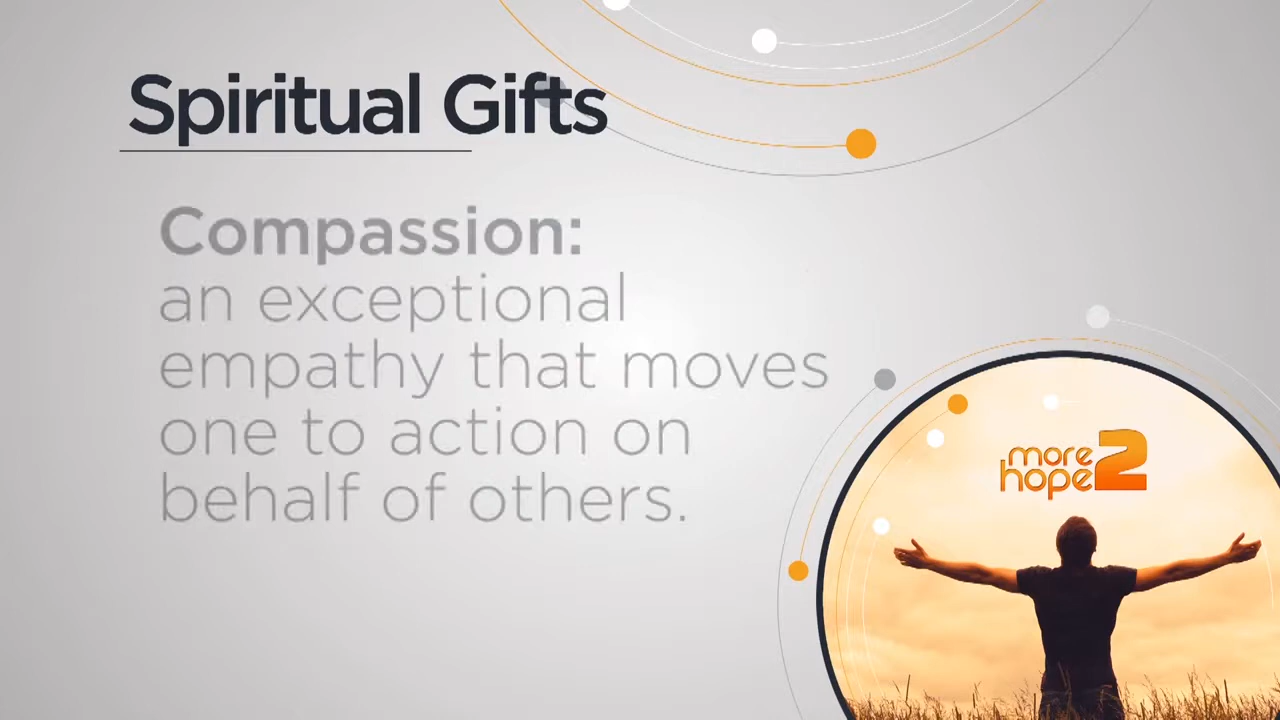 Spiritual Gifts
Compassion:
an exceptional
empathy that moves
one to action on
behalf of others.
more
hope2